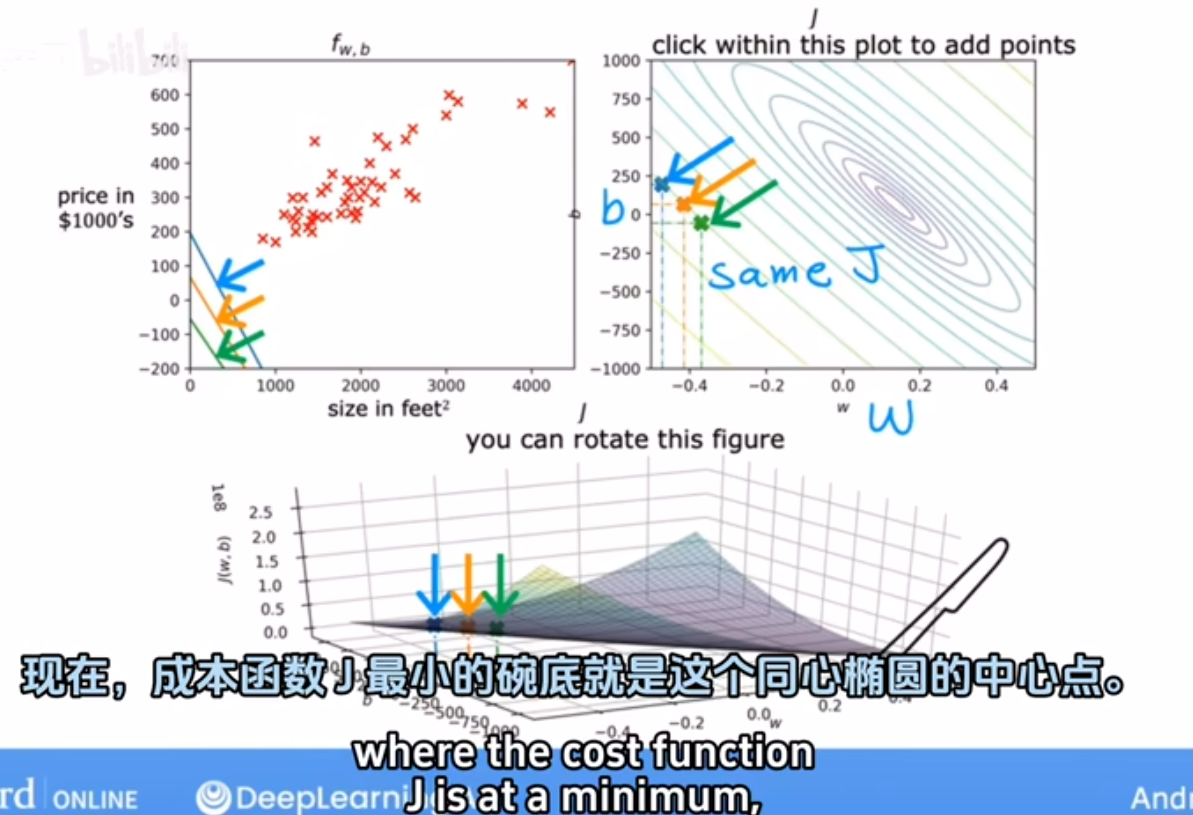 bilibili
J
f_{w, b}
click within this plot to add points
700
600
500
400
300
200
100
0
−100
−200
price in
$1000's
0 1000 2000 3000 4000
size in feet²
1000
750
500
250
0
−250
−500
−750
−1000
b
b
same J
−0.4 −0.2 0.0 0.2 0.4
w W
J
you can rotate this figure
1e8
J(w,b)
2.5
2.0
1.5
1.0
0.5
0.0
现在，成本函数 J 最小的碗底就是这个同心椭圆的中心点。
b
−250
−500
−750
−1000
−0.4 −0.2 0.0 0.2 0.4
w
where the cost function
J is at a minimum,
rd ONLINE
DeepLearning
Andr